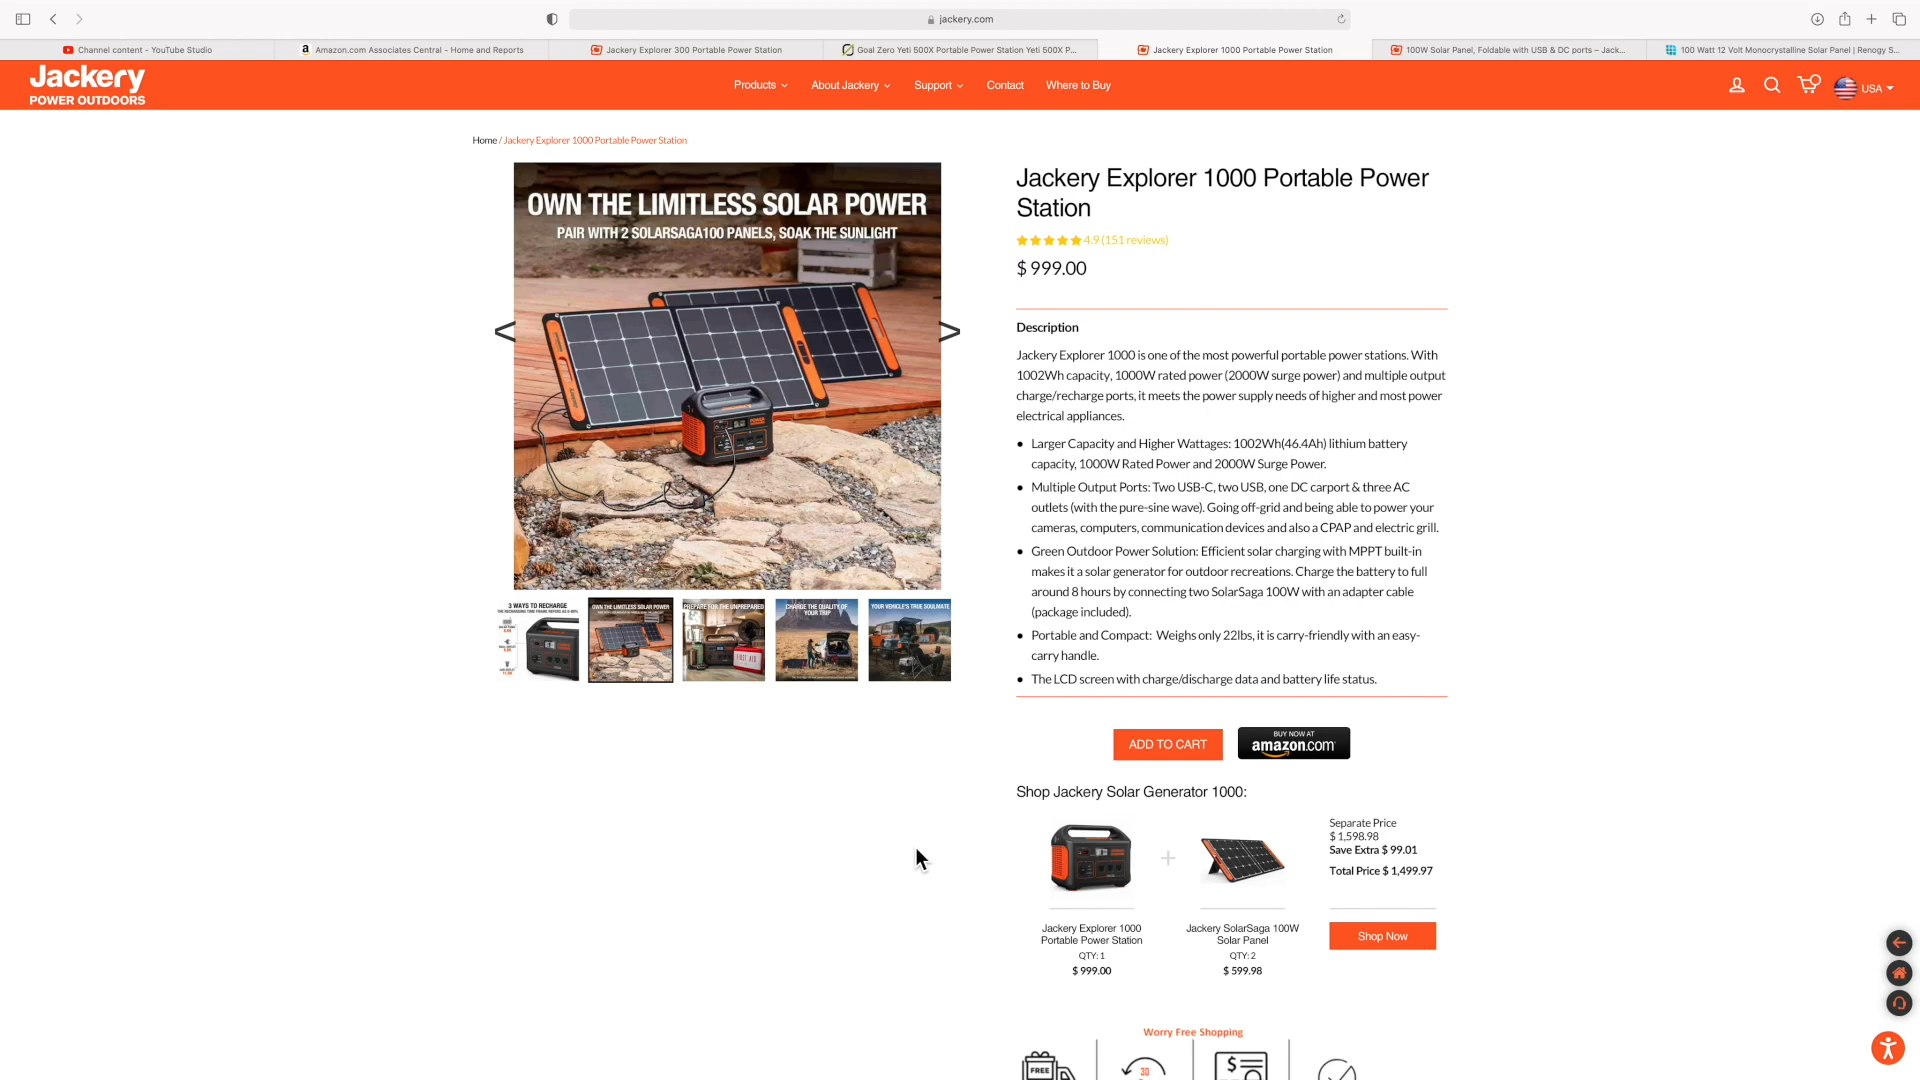 jackery.com
Channel content - YouTube Studio
Amazon.com Associates Central - Home and Reports
Jackery Explorer 300 Portable Power Station
Goal Zero Yeti 500X Portable Power Station Yeti 500X P...
Jackery Explorer 1000 Portable Power Station
100W Solar Panel, Foldable with USB & DC ports – Jack...
100 Watt 12 Volt Monocrystalline Solar Panel | Renogy S...
Jackery
POWER OUTDOORS
Products
About Jackery
Support
Contact
Where to Buy
USA
Home / Jackery Explorer 1000 Portable Power Station
OWN THE LIMITLESS SOLAR POWER
PAIR WITH 2 SOLARSAGA100 PANELS, SOAK THE SUNLIGHT
< >
3 WAYS TO RECHARGE
OWN THE LIMITLESS SOLAR POWER
PREPARE FOR THE UNPREPARED
FIRST AID
CHARGE THE QUALITY OF
YOUR TRIP
YOUR VEHICLE'S TRUE SOULMATE
Jackery Explorer 1000 Portable Power
Station
4.9 (151 reviews)
$ 999.00
Description
Jackery Explorer 1000 is one of the most powerful portable power stations. With
1002Wh capacity, 1000W rated power (2000W surge power) and multiple output
charge/recharge ports, it meets the power supply needs of higher and most power
electrical appliances.
• Larger Capacity and Higher Wattages: 1002Wh(46.4Ah) lithium battery
capacity, 1000W Rated Power and 2000W Surge Power.
• Multiple Output Ports: Two USB-C, two USB, one DC carport & three AC
outlets (with the pure-sine wave). Going off-grid and being able to power your
cameras, computers, communication devices and also a CPAP and electric grill.
• Green Outdoor Power Solution: Efficient solar charging with MPPT built-in
makes it a solar generator for outdoor recreations. Charge the battery to full
around 8 hours by connecting two SolarSaga 100W with an adapter cable
(package included).
• Portable and Compact: Weighs only 22lbs, it is carry-friendly with an easy-
carry handle.
• The LCD screen with charge/discharge data and battery life status.
ADD TO CART
BUY NOW AT
amazon.com
Shop Jackery Solar Generator 1000:
Separate Price
$ 1,598.98
Save Extra $ 99.01
Total Price $ 1,499.97
Shop Now
Jackery Explorer 1000
Portable Power Station
QTY: 1
$ 999.00
Jackery SolarSaga 100W
Solar Panel
QTY: 2
$ 599.98
Worry Free Shopping
FREE
30
$